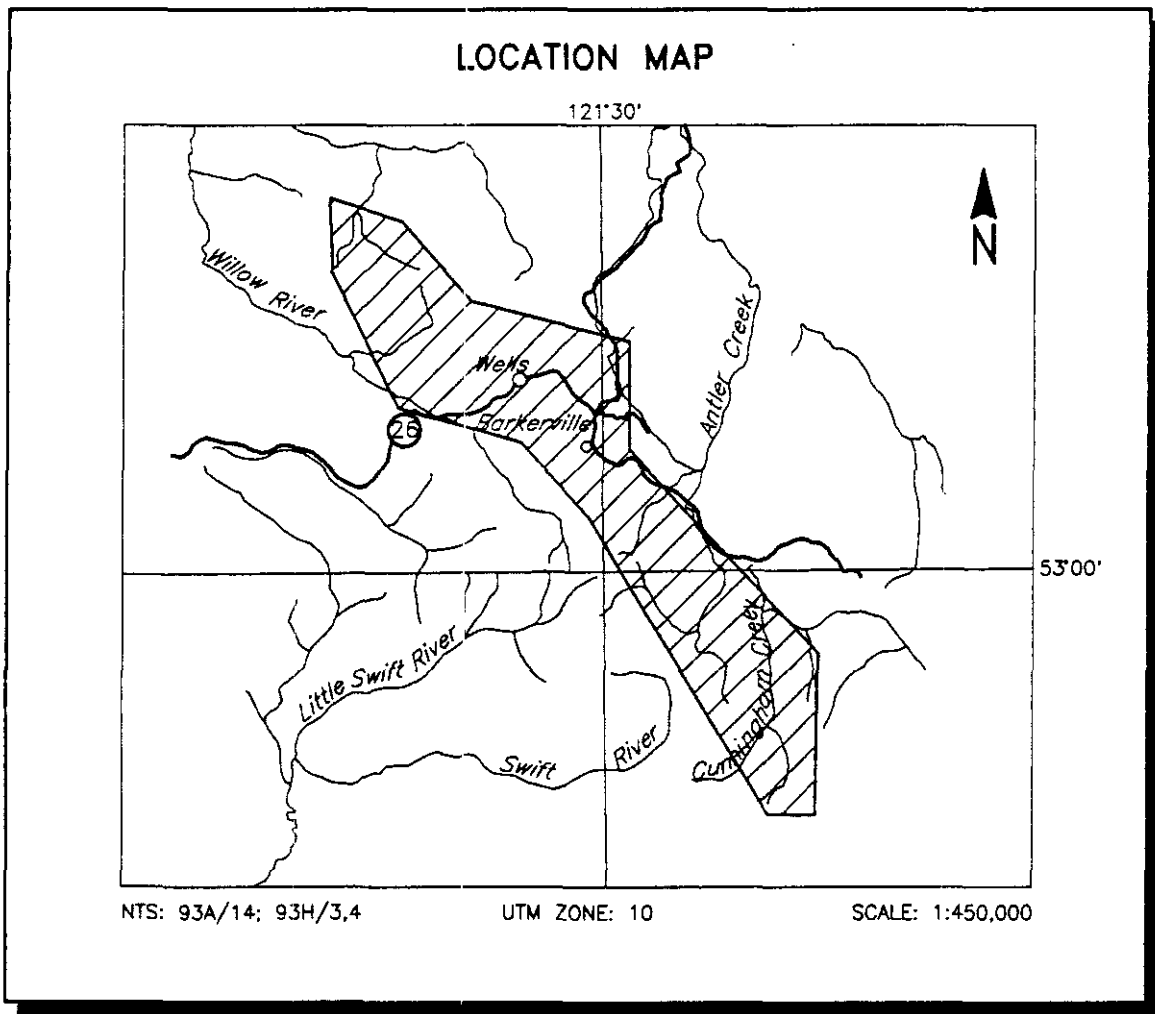 LOCATION MAP
121°30'
N
Willow River
Antler Creek
Wells
Barkerville
26
53°00'
Little Swift River
Cunningham Creek
Swift River
NTS: 93A/14; 93H/3,4
UTM ZONE: 10
SCALE: 1:450,000